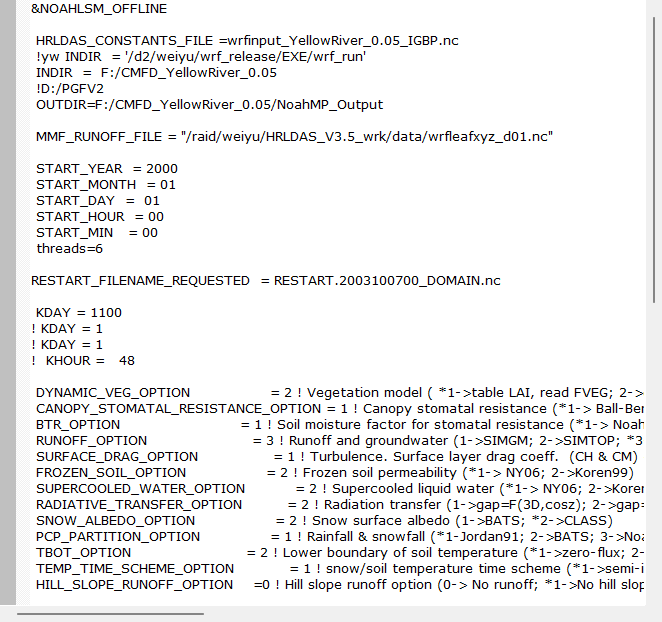 &NOAHLSM_OFFLINE
HRLDAS_CONSTANTS_FILE =wrfinput_YellowRiver_0.05_IGBP.nc
!yw INDIR = '/d2/weiyu/wrf_release/EXE/wrf_run'
INDIR = F:/CMFD_YellowRiver_0.05
!D:/PGFV2
OUTDIR=F:/CMFD_YellowRiver_0.05/NoahMP_Output
MMF_RUNOFF_FILE = "/raid/weiyu/HRLDAS_V3.5_wrk/data/wrfleafxyz_d01.nc"
START_YEAR = 2000
START_MONTH = 01
START_DAY = 01
START_HOUR = 00
START_MIN = 00
threads=6
RESTART_FILENAME_REQUESTED = RESTART.2003100700_DOMAIN.nc
KDAY = 1100
! KDAY = 1
! KDAY = 1
! KHOUR = 48
DYNAMIC_VEG_OPTION = 2 ! Vegetation model ( *1->table LAI, read FVEG; 2->
CANOPY_STOMATAL_RESISTANCE_OPTION = 1 ! Canopy stomatal resistance (*1-> Ball-Ber
BTR_OPTION = 1 ! Soil moisture factor for stomatal resistance (*1-> Noah
RUNOFF_OPTION = 3 ! Runoff and groundwater (1->SIMGM; 2->SIMTOP; *3
SURFACE_DRAG_OPTION = 1 ! Turbulence. Surface layer drag coeff. (CH & CM)
FROZEN_SOIL_OPTION = 2 ! Frozen soil permeability (*1-> NY06; 2->Koren99)
SUPERCOOLED_WATER_OPTION = 2 ! Supercooled liquid water (*1-> NY06; 2->Korer
RADIATIVE_TRANSFER_OPTION = 2 ! Radiation transfer (1->gap=F(3D,cosz); 2->gap=
SNOW_ALBEDO_OPTION = 2 ! Snow surface albedo (1->BATS; *2->CLASS)
PCP_PARTITION_OPTION = 1 ! Rainfall & snowfall (*1-Jordan91; 2->BATS; 3->Noa
TBOT_OPTION = 2 ! Lower boundary of soil temperature (*1->zero-flux; 2-
TEMP_TIME_SCHEME_OPTION = 1 ! snow/soil temperature time scheme (*1->semi-i
HILL_SLOPE_RUNOFF_OPTION =0 ! Hill slope runoff option (0-> No runoff; *1->No hill slop